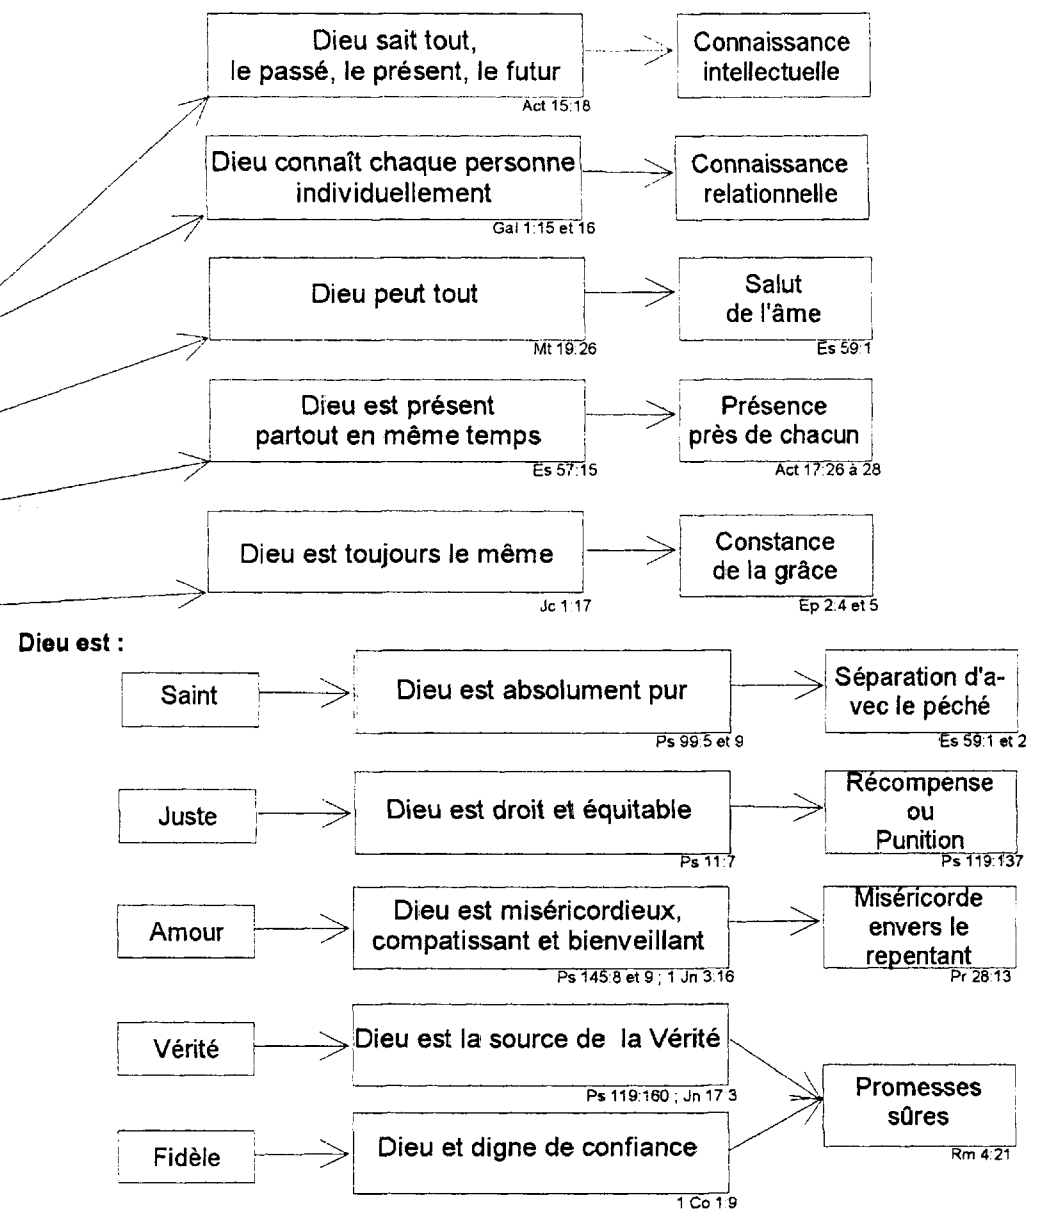 Dieu sait tout,
le passé, le présent, le futur
Act 15:18
Connaissance
intellectuelle
Dieu connaît chaque personne
individuellement
Gal 1:15 et 16
Connaissance
relationnelle
Dieu peut tout
Mt 19:26
Salut
de l'âme
Es 59:1
Dieu est présent
partout en même temps
Es 57:15
Présence
près de chacun
Act 17:26 à 28
Dieu est toujours le même
Jc 1:17
Constance
de la grâce
Ep 2:4 et 5
Dieu est :
Saint
Dieu est absolument pur
Ps 99:5 et 9
Séparation d'a-
vec le péché
Es 59:1 et 2
Juste
Dieu est droit et équitable
Ps 11:7
Récompense
ou
Punition
Ps 119:137
Amour
Dieu est miséricordieux,
compatissant et bienveillant
Ps 145:8 et 9 ; 1 Jn 3:16
Miséricorde
envers le
repentant
Pr 28:13
Vérité
Dieu est la source de la Vérité
Ps 119:160 ; Jn 17:3
Fidèle
Dieu et digne de confiance
1 Co 1:9
Promesses
sûres
Rm 4:21